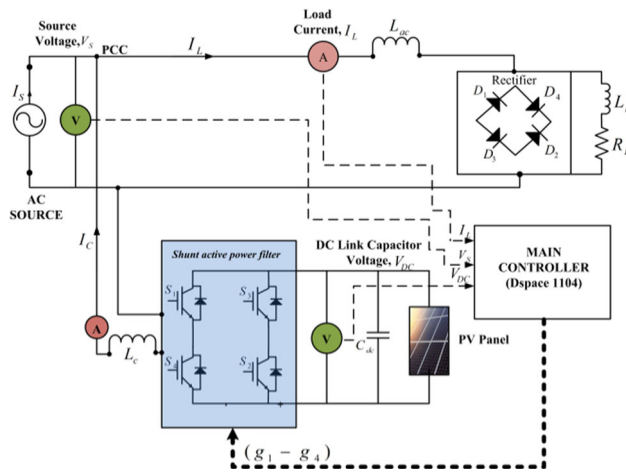 Source
Voltage, V_S
PCC
I_L
Load
Current, I_L
A
L_ac
Rectifier
D_1
D_4
D_3
D_2
I_S
V
AC
SOURCE
I_C
Shunt active power filter
DC Link Capacitor
Voltage, V_DC
I_L
V_S
V_DC
MAIN
CONTROLLER
(Dspace 1104)
S_1
S_3
S_4
S_2
A
L_c
V
C_dc
PV Panel
- +
(g_1 - g_4)